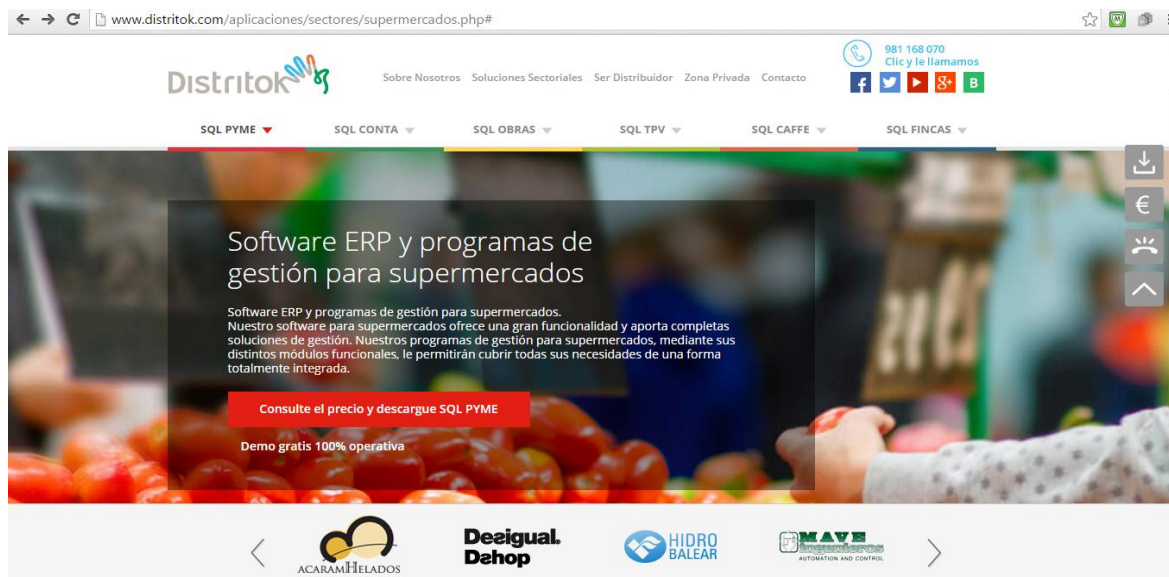 www.distritok.com/aplicaciones/sectores/supermercados.php#
Distritok
981 168 070
Clic y le llamamos
Sobre Nosotros Soluciones Sectoriales Ser Distribuidor Zona Privada Contacto
SQL PYME SQL CONTA SQL OBRAS SQL TPV SQL CAFFE SQL FINCAS
Software ERP y programas de
gestión para supermercados
Software ERP y programas de gestión para supermercados.
Nuestro software para supermercados ofrece una gran funcionalidad y aporta completas
soluciones de gestión. Nuestros programas de gestión para supermercados, mediante sus
distintos módulos funcionales, le permitirán cubrir todas sus necesidades de una forma
totalmente integrada.
Consulte el precio y descargue SQL PYME
Demo gratis 100% operativa
ACARAMHELADOS
Desigual.
Dshop
HIDRO
BALEAR
MAVE
ingenieros
AUTOMATION AND CONTROL